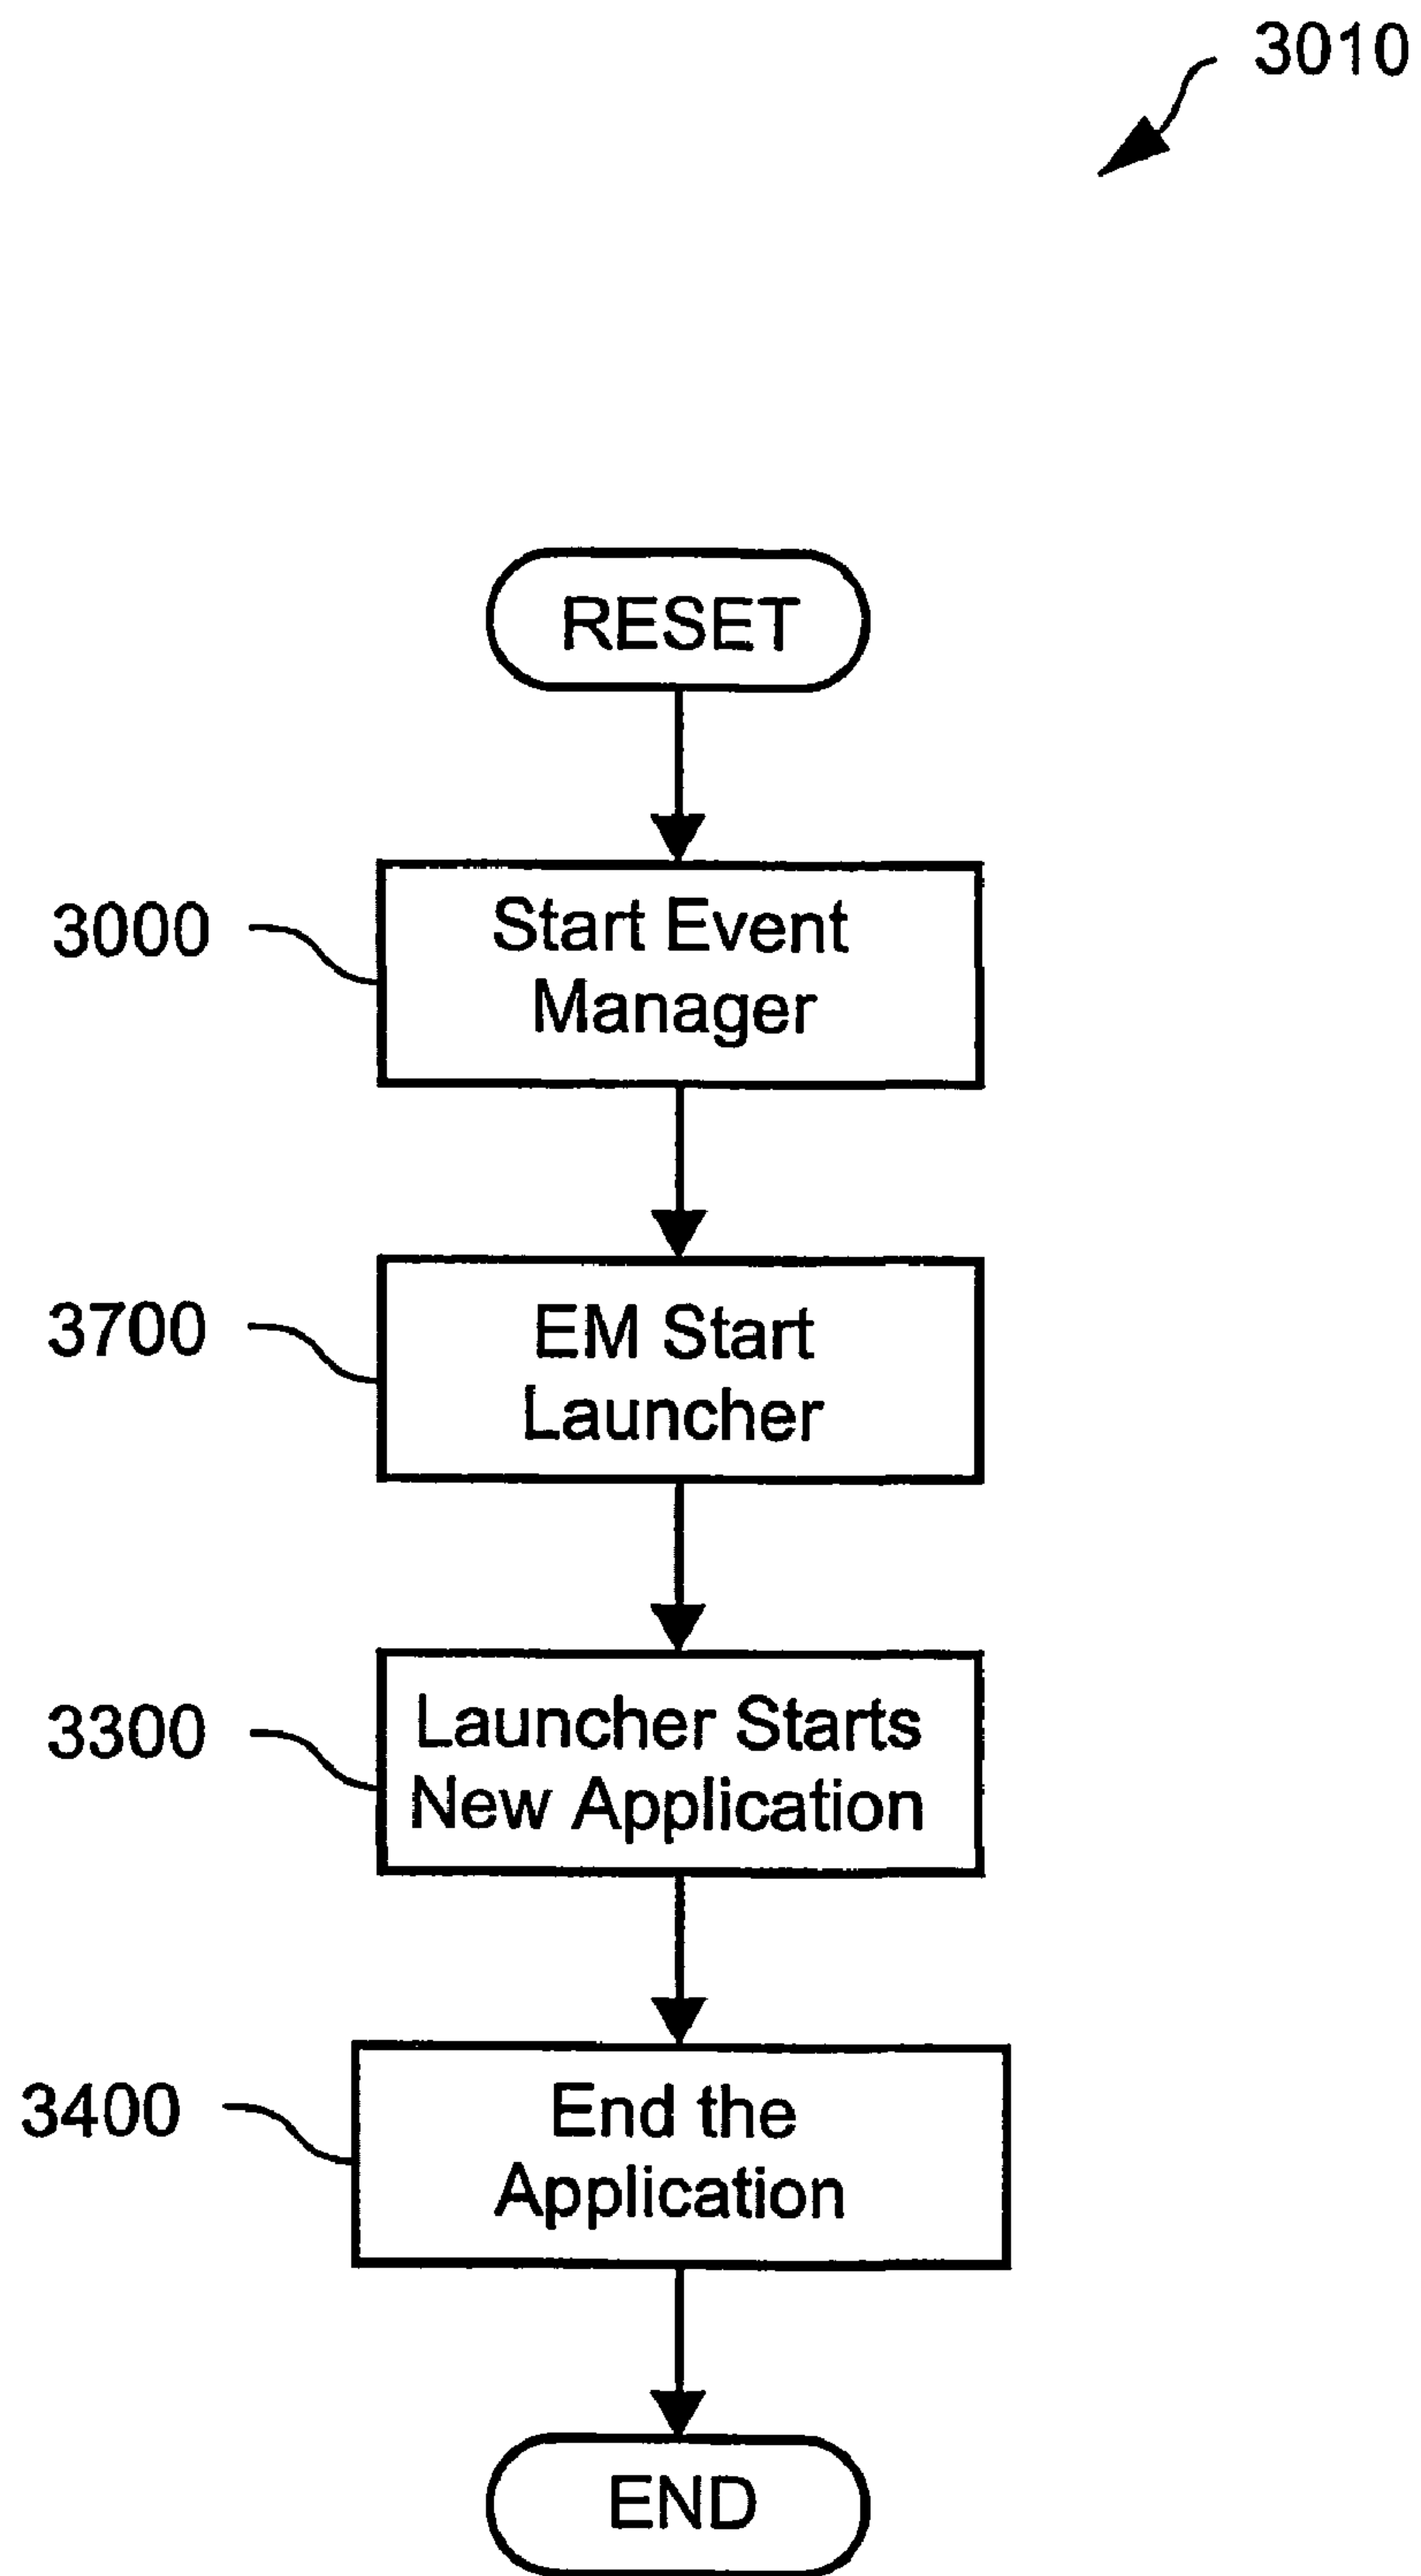 3010
RESET
3000
Start Event
Manager
3700
EM Start
Launcher
3300
Launcher Starts
New Application
3400
End the
Application
END